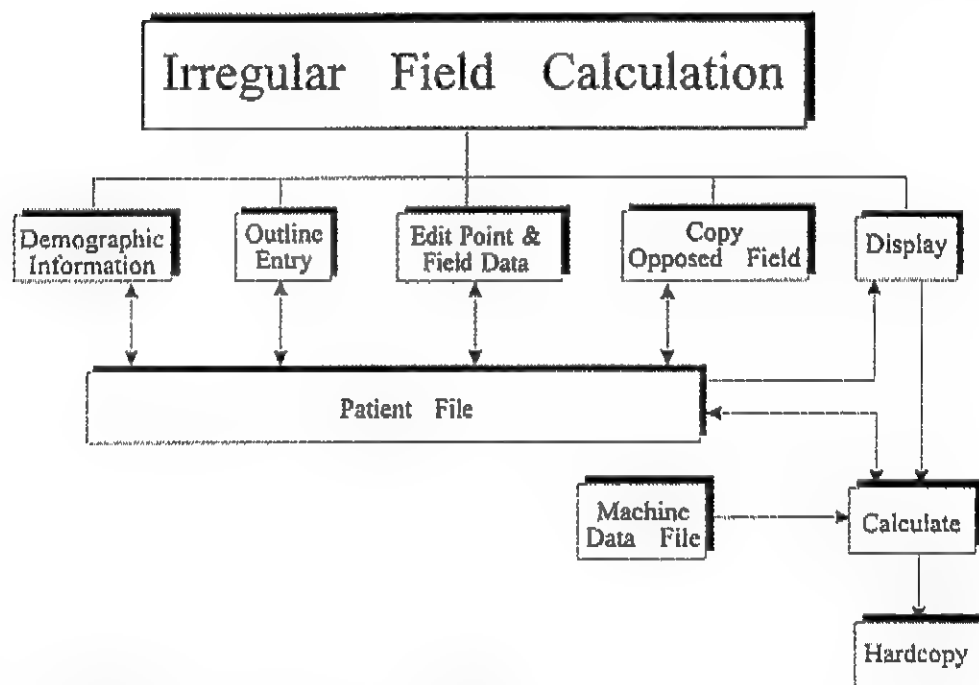 Irregular Field Calculation
Demographic
Information
Outline
Entry
Edit Point &
Field Data
Copy
Opposed Field
Display
Patient File
Machine
Data File
Calculate
Hardcopy